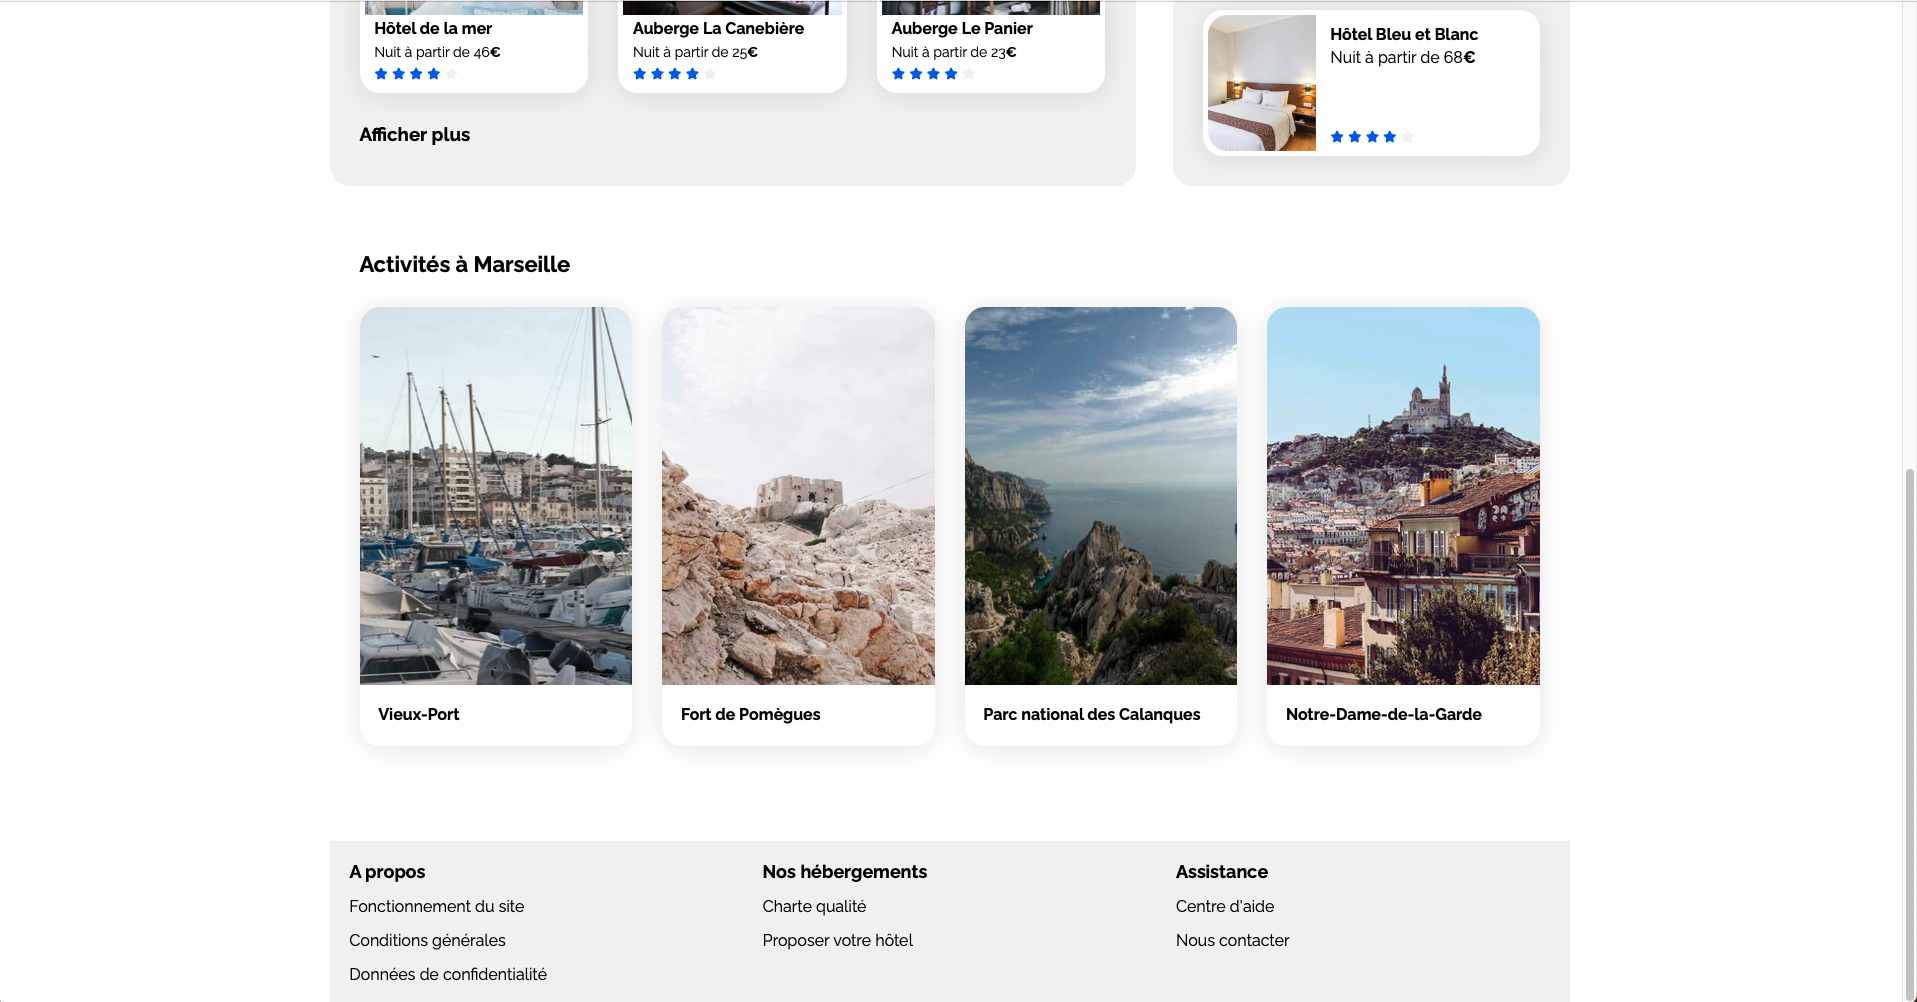 Hôtel de la mer
Nuit à partir de 46€
Auberge La Canebière
Nuit à partir de 25€
Auberge Le Panier
Nuit à partir de 23€
Afficher plus
Hôtel Bleu et Blanc
Nuit à partir de 68€
Activités à Marseille
Vieux-Port
Fort de Pomègues
Parc national des Calanques
Notre-Dame-de-la-Garde
A propos
Fonctionnement du site
Conditions générales
Données de confidentialité
Nos hébergements
Charte qualité
Proposer votre hôtel
Assistance
Centre d'aide
Nous contacter